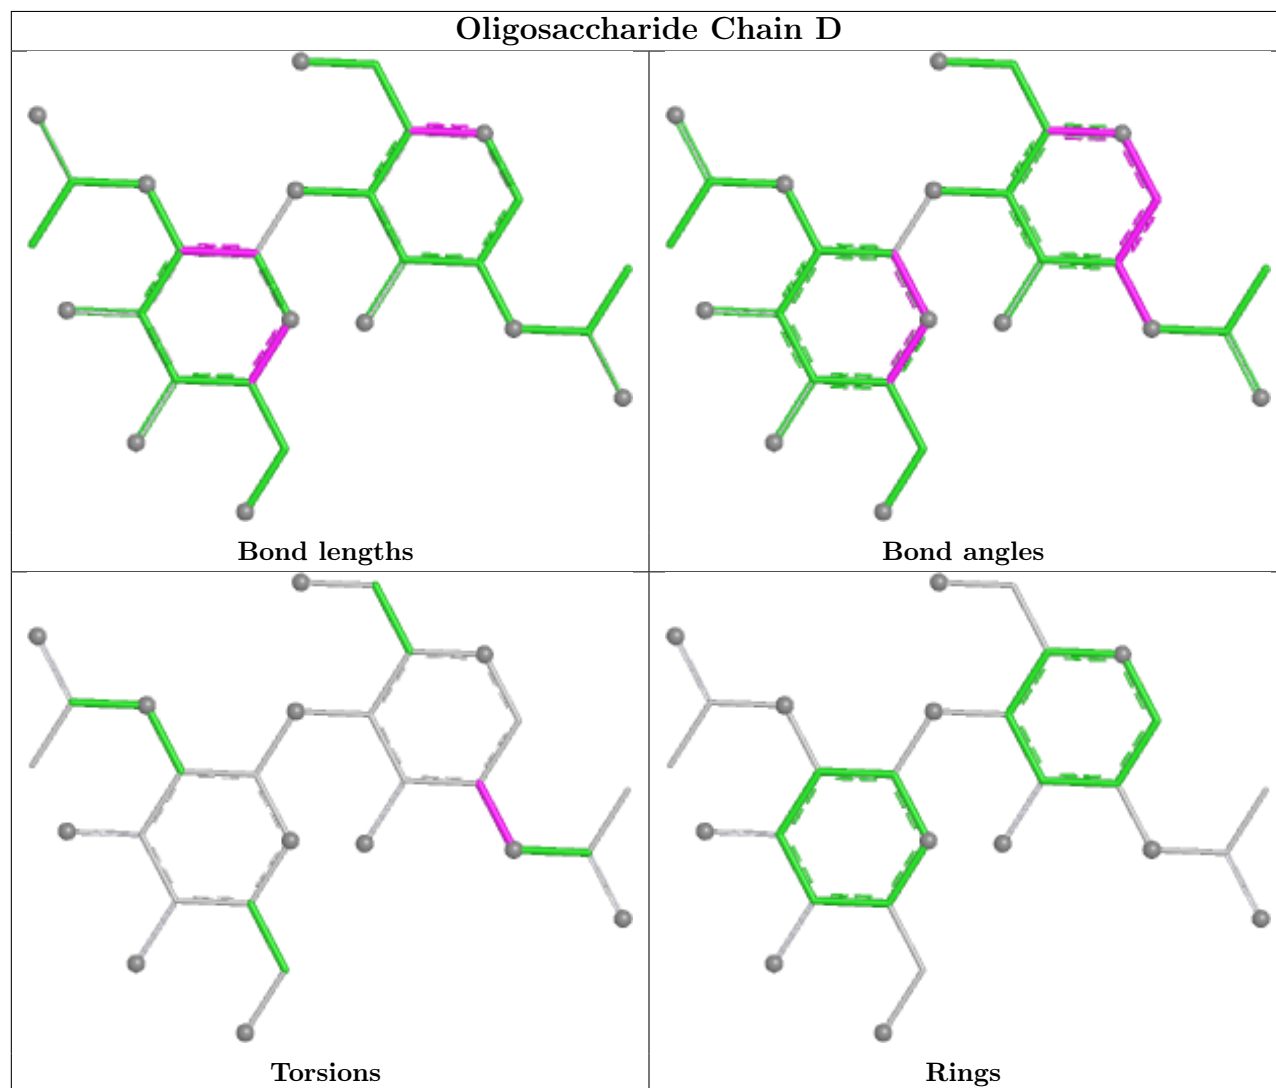 Oligosaccharide Chain D
Bond lengths
Bond angles
Torsions
Rings